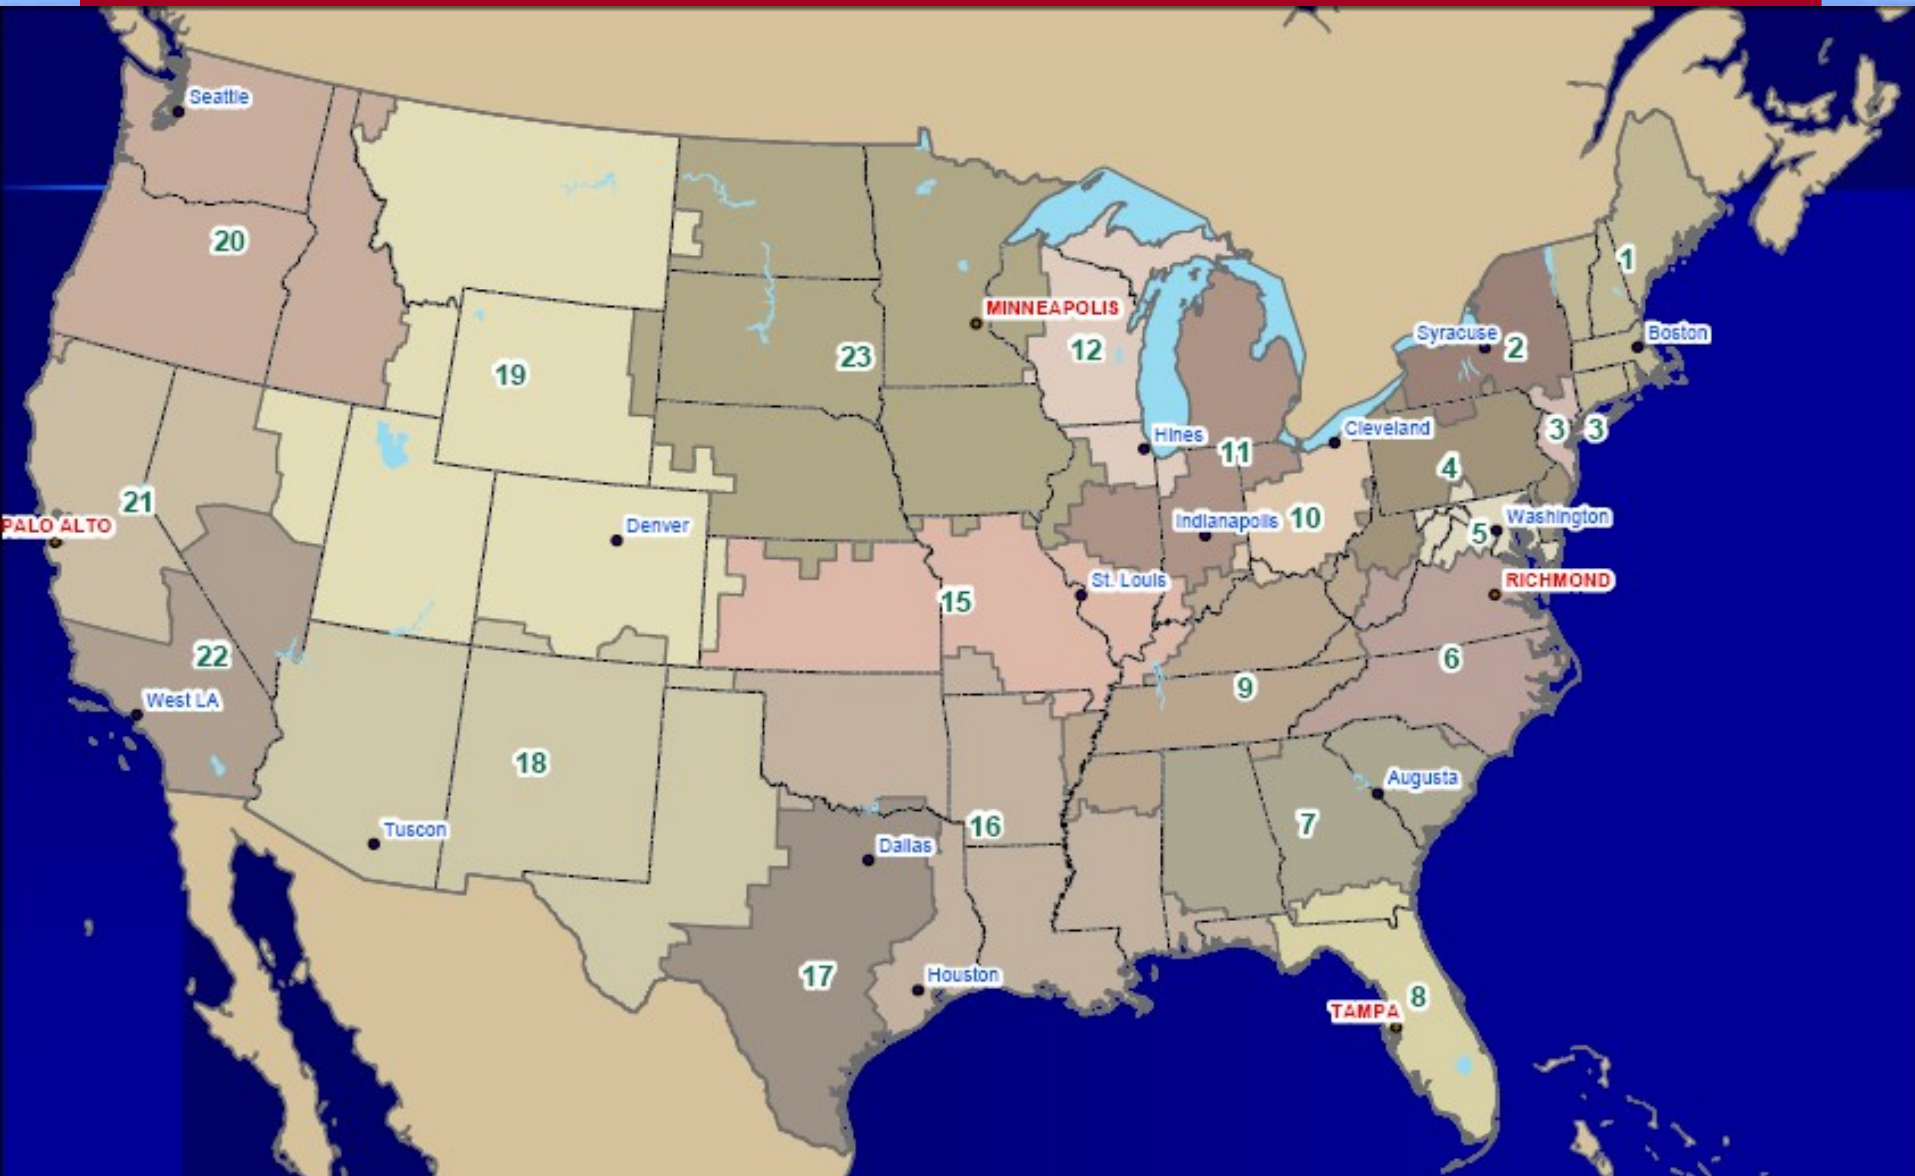 Seattle
20
19
MINNEAPOLIS
23
12
1
Syracuse
2
Boston
Hines
Cleveland
3
3
11
4
21
PALO ALTO
Denver
Indianapolis
10
5
Washington
St. Louis
RICHMOND
15
22
West LA
6
9
18
Augusta
Tuscon
7
16
Dallas
17
Houston
8
TAMPA